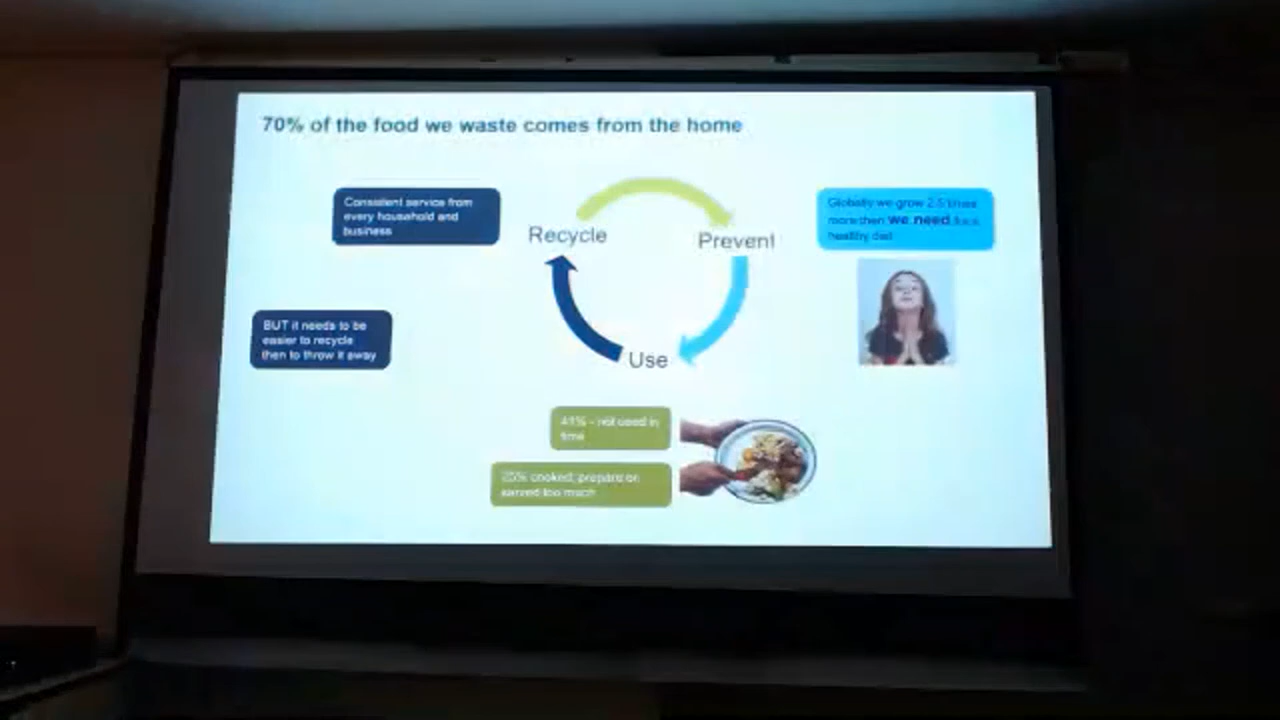 70% of the food we waste comes from the home
Consistent service from
every household and
business
Recycle
Prevent
Globally we grow 2.5 times
more then we need for a
healthy diet
BUT it needs to be
easier to recycle
then to throw it away
Use
41% - not used in
time
25% cooked, prepare or
served too much